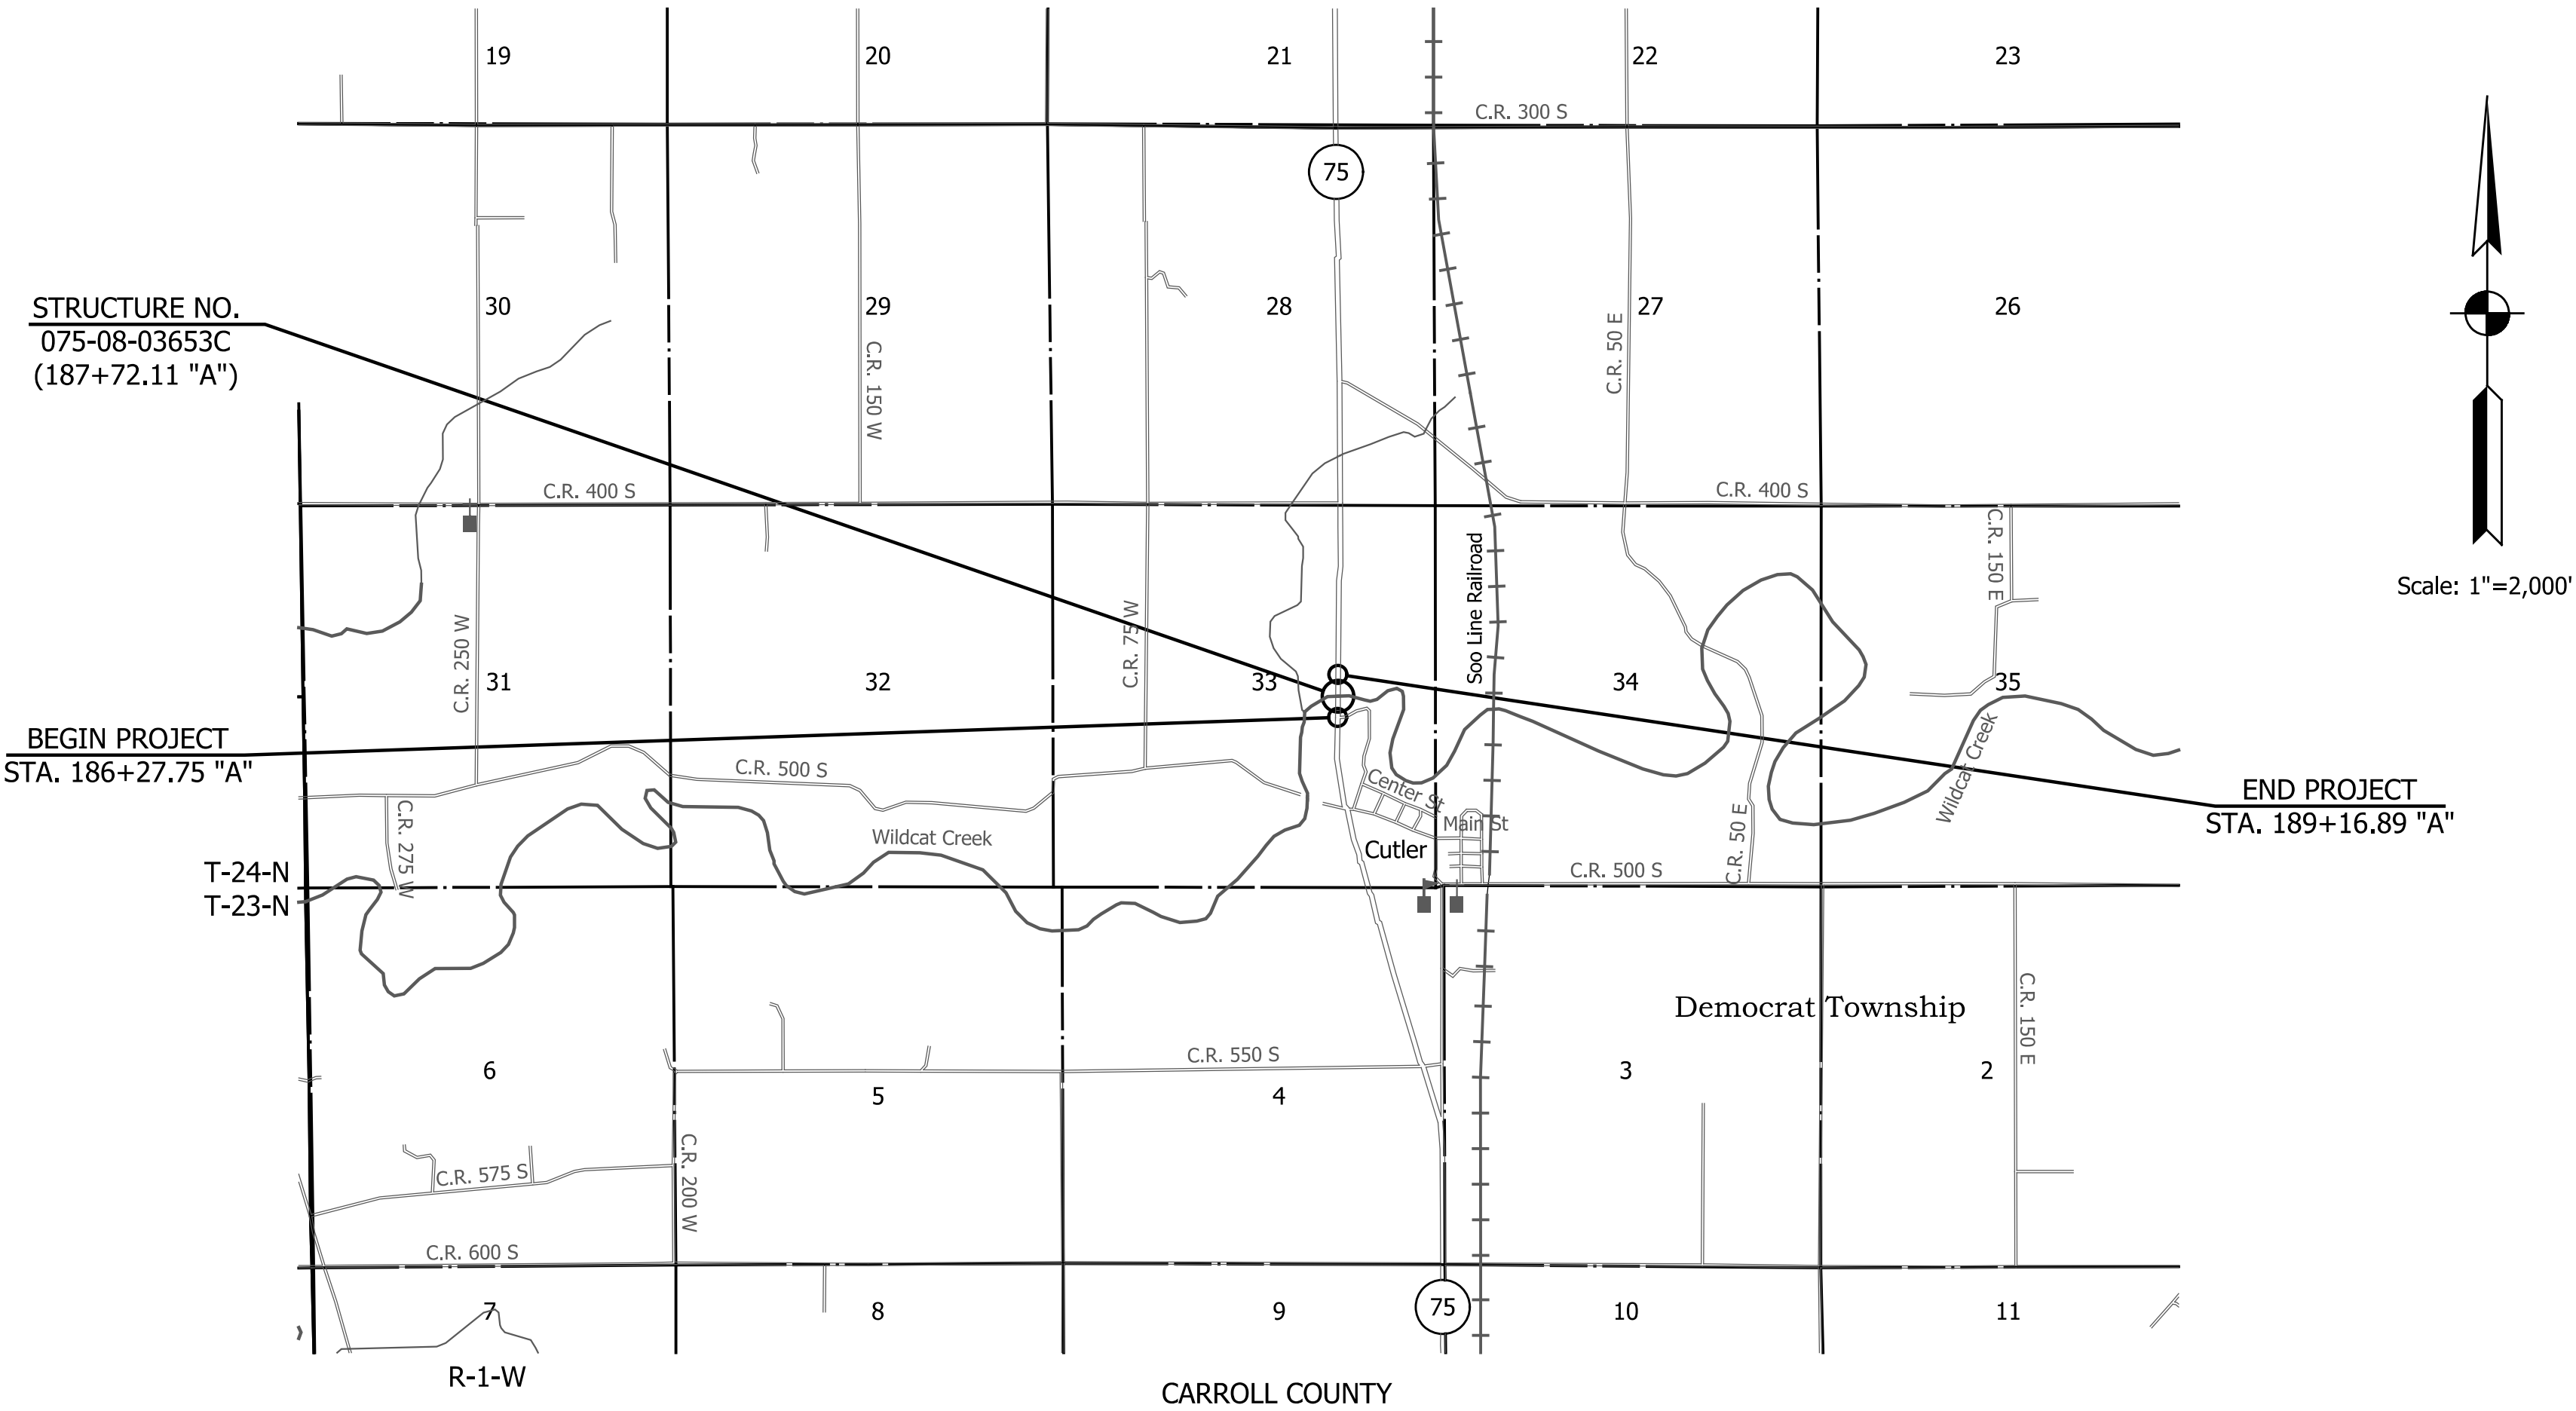 19
20
21
22
23
C.R. 300 S
75
STRUCTURE NO.
075-08-03653C
(187+72.11 "A")
30
29
28
27
26
C.R. 150 W
C.R. 50 E
C.R. 400 S
C.R. 400 S
C.R. 150 E
Soo Line Railroad
Scale: 1"=2,000'
C.R. 250 W
C.R. 75 W
31
32
33
34
35
BEGIN PROJECT
STA. 186+27.75 "A"
C.R. 500 S
Wildcat Creek
END PROJECT
STA. 189+16.89 "A"
C.R. 275 W
Center St
Main St
Wildcat Creek
C.R. 50 E
Cutler
C.R. 500 S
T-24-N
T-23-N
Democrat Township
C.R. 150 E
C.R. 550 S
6
5
4
3
2
C.R. 575 S
C.R. 200 W
C.R. 600 S
7
8
9
75
10
11
R-1-W
CARROLL COUNTY